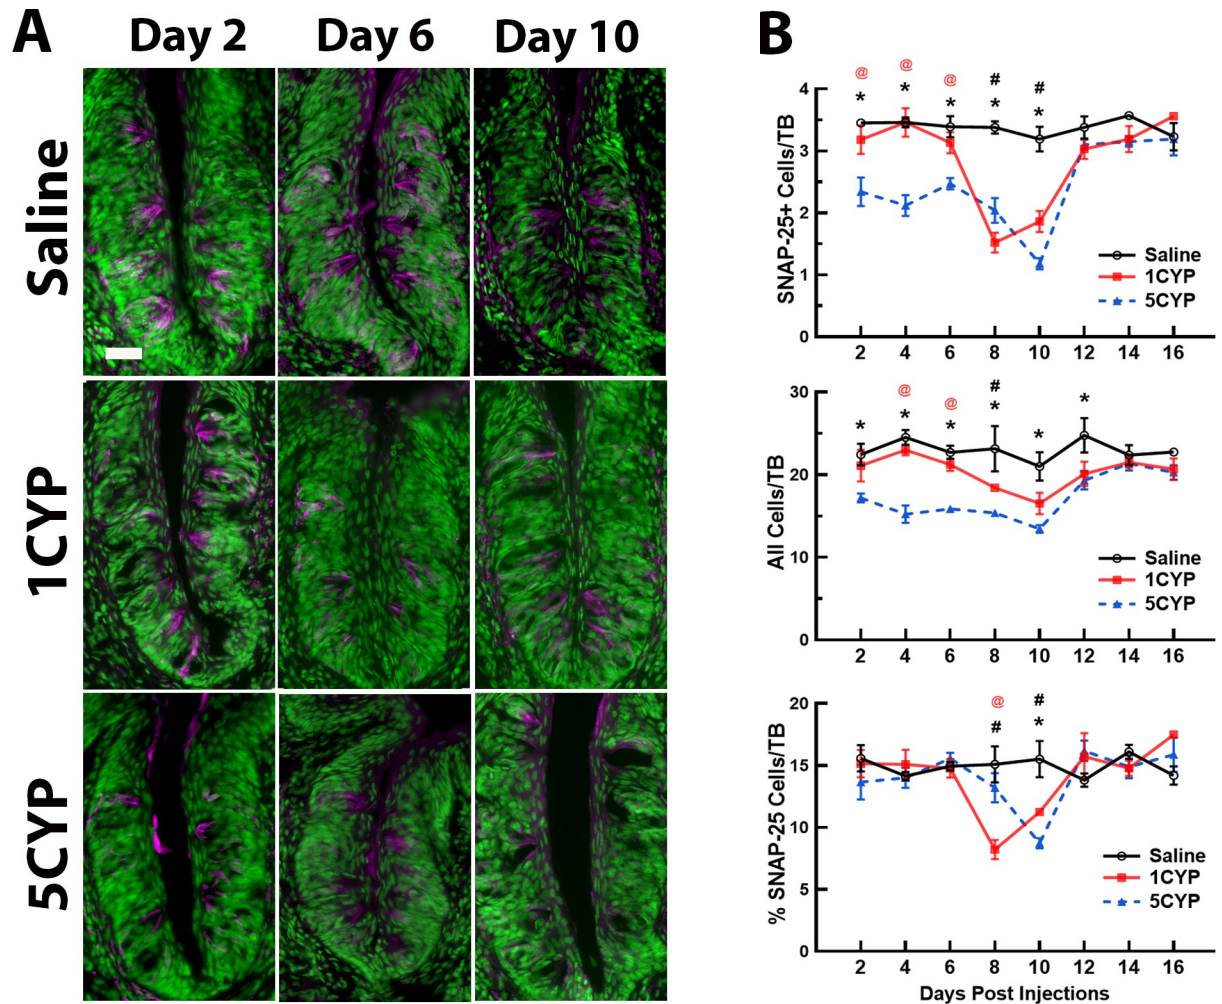 A
Day 2 Day 6 Day 10
Saline
1CYP
5CYP
B
@ @ @ # #
* * * * *
4
3
2
1
0
SNAP-25+ Cells/TB
Saline
1CYP
5CYP
2 4 6 8 10 12 14 16
@ @ #
* * * * * *
30
20
10
0
All Cells/TB
Saline
1CYP
5CYP
2 4 6 8 10 12 14 16
@ #
# *
20
15
10
5
0
% SNAP-25 Cells/TB
Saline
1CYP
5CYP
2 4 6 8 10 12 14 16
Days Post Injections